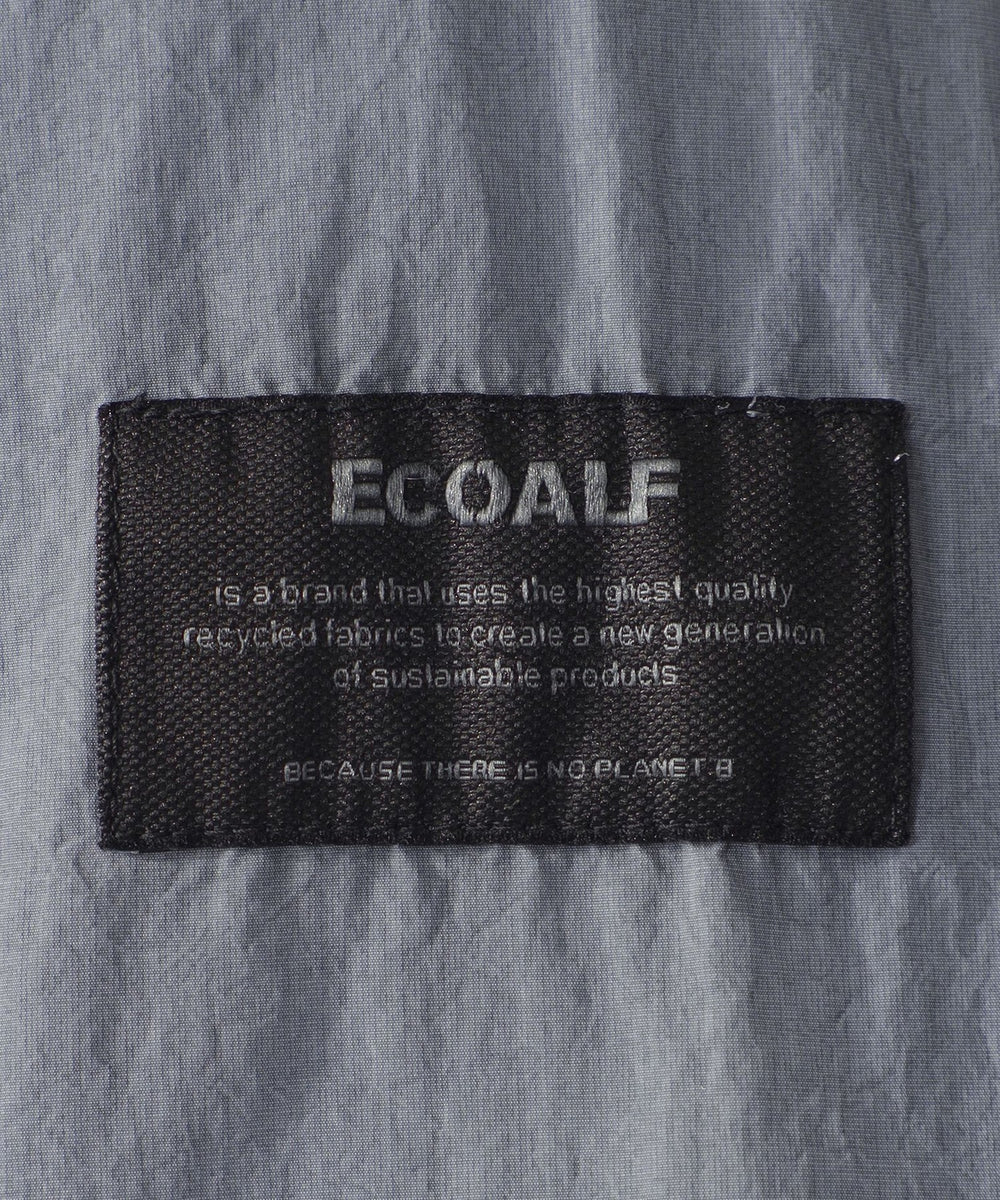 ECOALF
is a brand that uses the highest quality
recycled fabrics to create a new generation
of sustainable products
BECAUSE THERE IS NO PLANET B